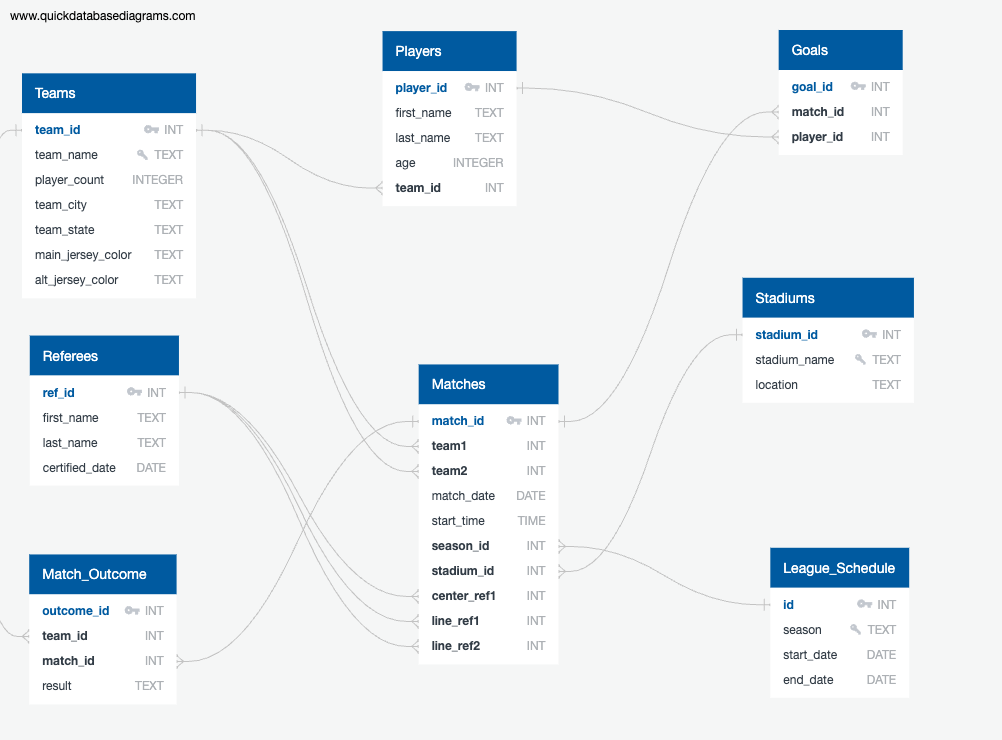 www.quickdatabasediagrams.com
Teams
team_id INT
team_name TEXT
player_count INTEGER
team_city TEXT
team_state TEXT
main_jersey_color TEXT
alt_jersey_color TEXT
Players
player_id INT
first_name TEXT
last_name TEXT
age INTEGER
team_id INT
Goals
goal_id INT
match_id INT
player_id INT
Referees
ref_id INT
first_name TEXT
last_name TEXT
certified_date DATE
Matches
match_id INT
team1 INT
team2 INT
match_date DATE
start_time TIME
season_id INT
stadium_id INT
center_ref1 INT
line_ref1 INT
line_ref2 INT
Stadiums
stadium_id INT
stadium_name TEXT
location TEXT
Match_Outcome
outcome_id INT
team_id INT
match_id INT
result TEXT
League_Schedule
id INT
season TEXT
start_date DATE
end_date DATE